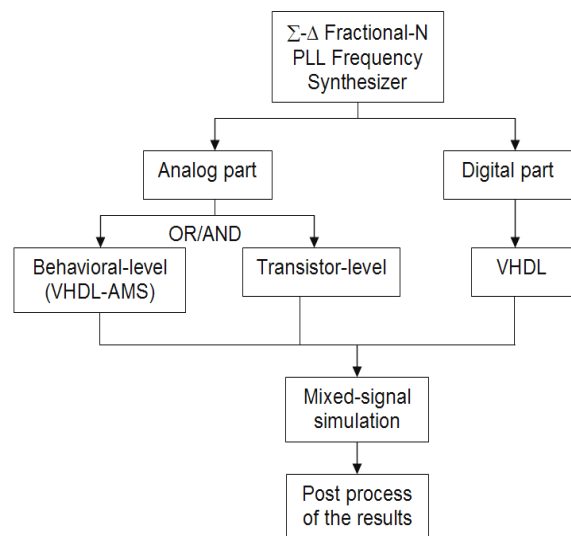 Σ-Δ Fractional-N
PLL Frequency
Synthesizer
Analog part
Digital part
OR/AND
Behavioral-level
(VHDL-AMS)
Transistor-level
VHDL
Mixed-signal
simulation
Post process
of the results